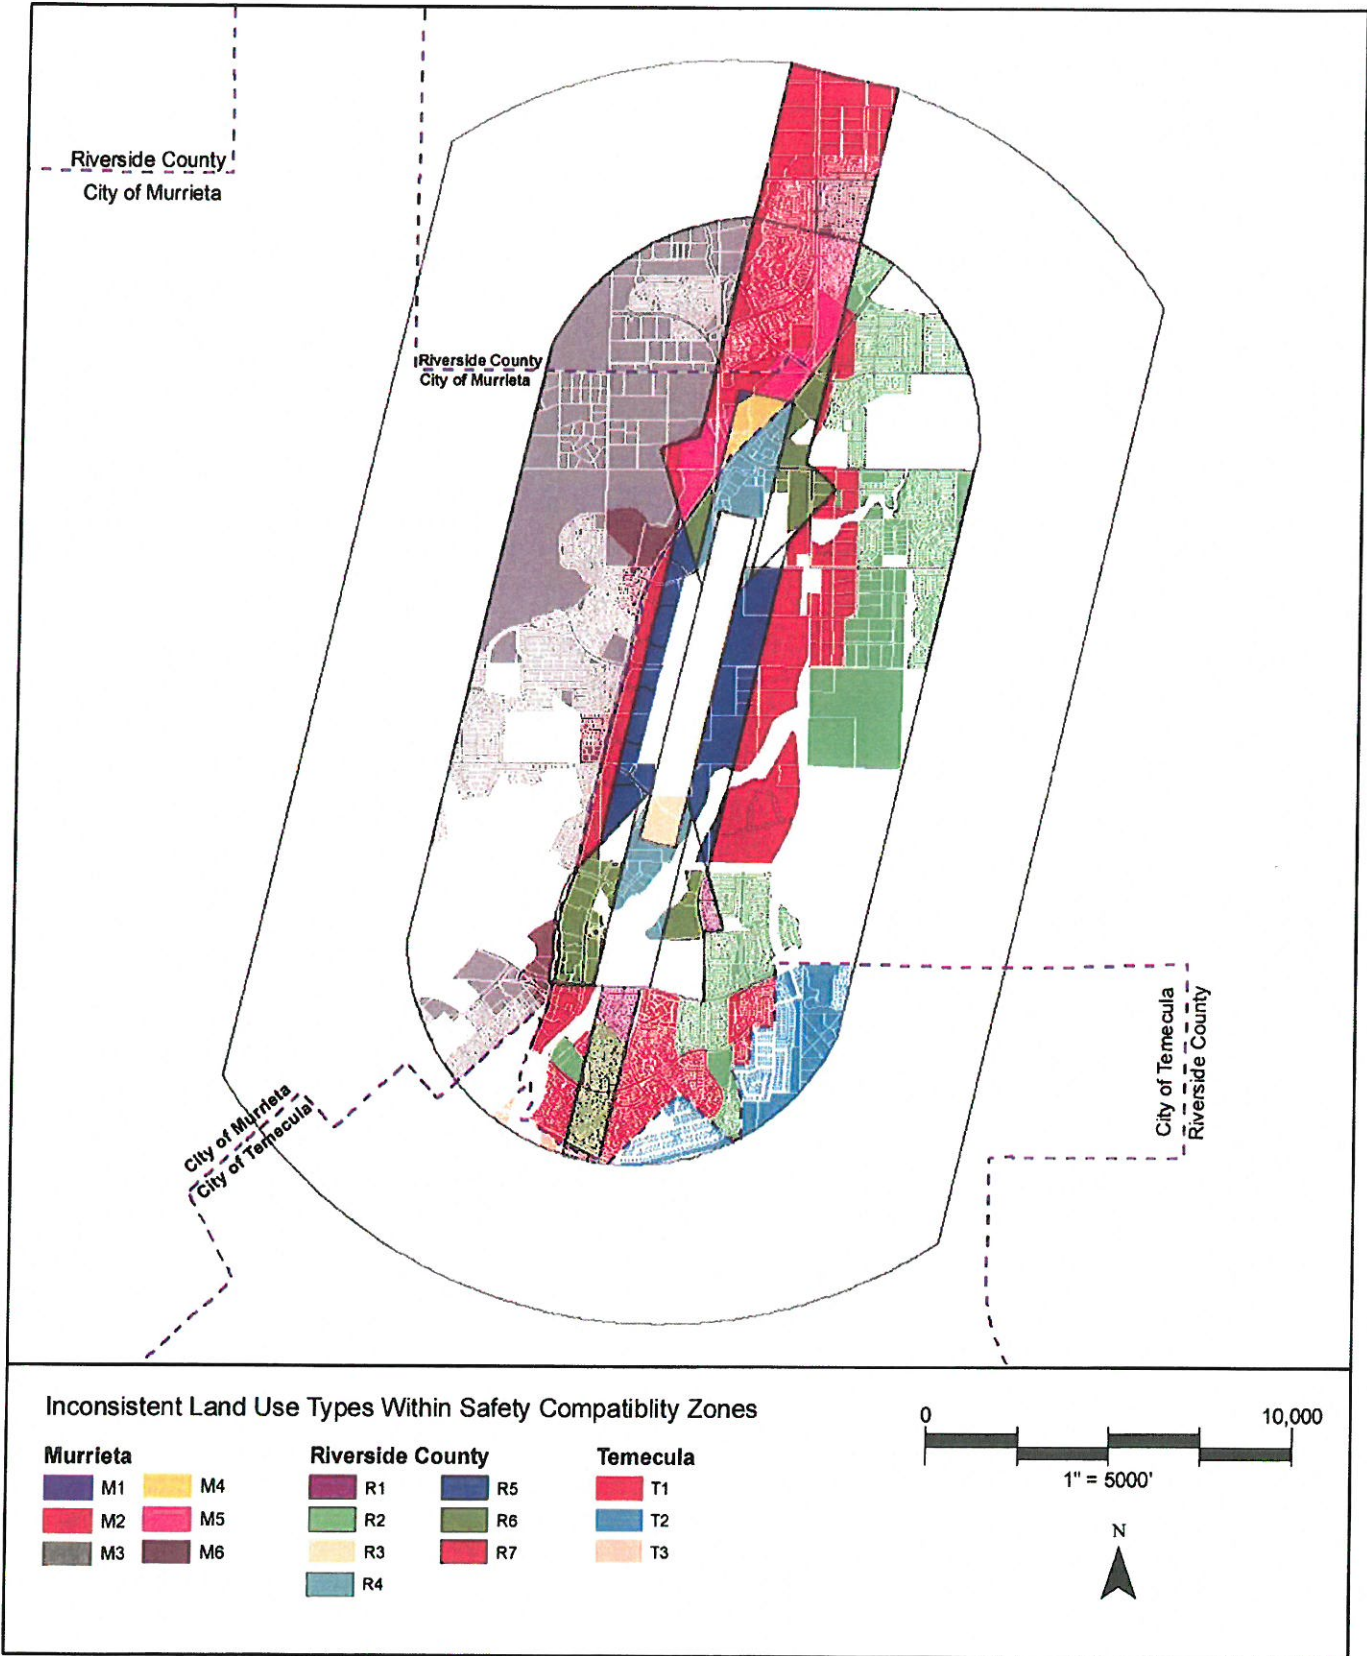 Riverside County
City of Murrieta
Riverside County
City of Murrieta
City of Temecula
Riverside County
City of Murrieta
City of Temecula
Inconsistent Land Use Types Within Safety Compatiblity Zones
Murrieta
M1
M2
M3
M4
M5
M6
Riverside County
R1
R2
R3
R4
R5
R6
R7
Temecula
T1
T2
T3
0
10,000
1" = 5000'
N